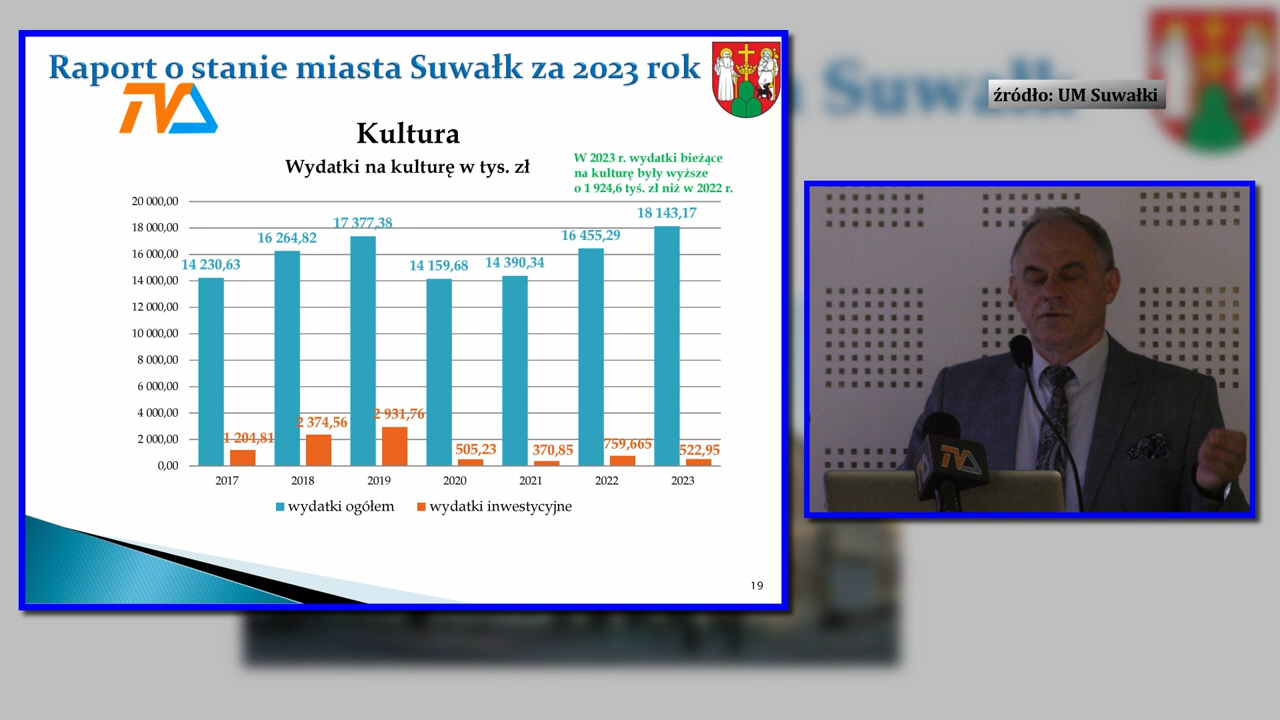 Raport o stanie miasta Suwałk za 2023 rok
TVA
źródło: UM Suwałki
Kultura
Wydatki na kulturę w tys. zł
W 2023 r. wydatki bieżące
na kulturę były wyższe
o 1 924,6 tyś. zł niż w 2022 r.
20 000,00
18 000,00
16 000,00
14 000,00
12 000,00
10 000,00
8 000,00
6 000,00
4 000,00
2 000,00
0,00
14 230,63
16 264,82
17 377,38
14 159,68
14 390,34
16 455,29
18 143,17
1 204,81
2 374,56
2 931,76
505,23
370,85
759,665
522,95
2017 2018 2019 2020 2021 2022 2023
wydatki ogółem wydatki inwestycyjne
19
TVA